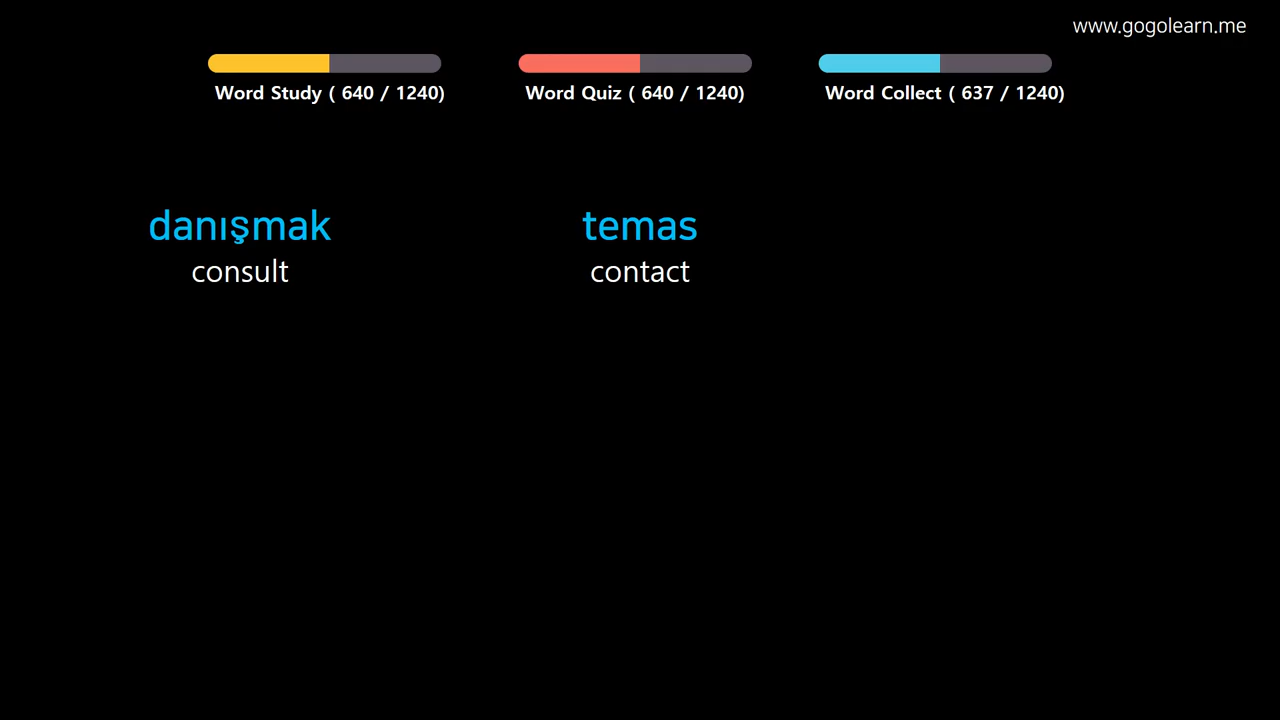 www.gogolearn.me
Word Study ( 640 / 1240)
Word Quiz ( 640 / 1240)
Word Collect ( 637 / 1240)
danışmak
consult
temas
contact